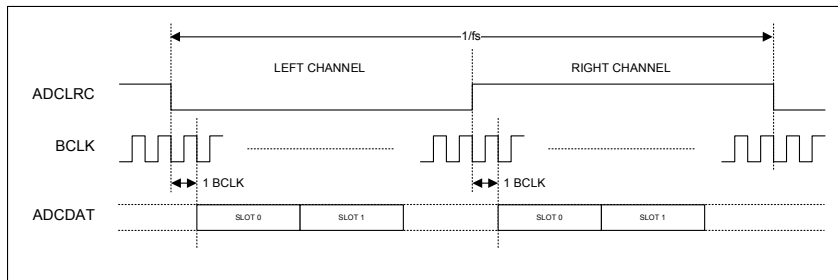 1/fs
LEFT CHANNEL RIGHT CHANNEL
ADCLRC
BCLK
1 BCLK 1 BCLK
ADCDAT SLOT 0 SLOT 1 SLOT 0 SLOT 1